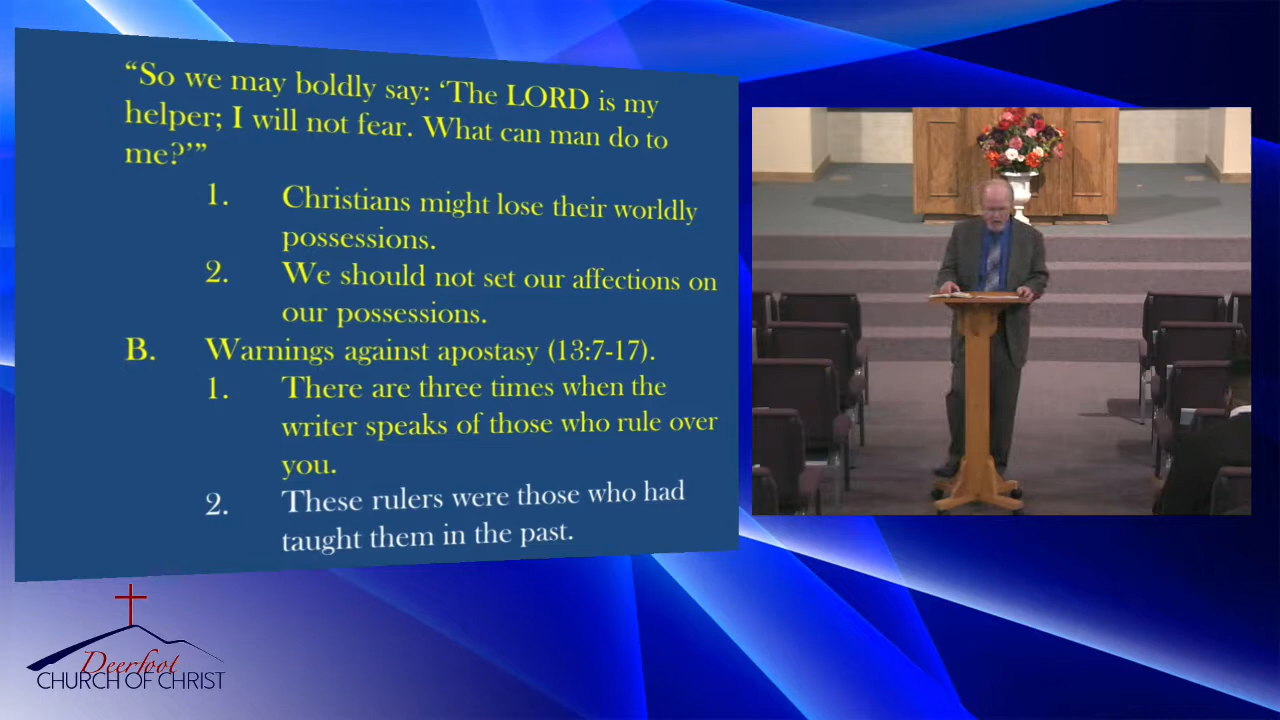 “So we may boldly say: ‘The LORD is my
helper; I will not fear. What can man do to
me?’”
1. Christians might lose their worldly
possessions.
2. We should not set our affections on
our possessions.
B. Warnings against apostasy (13:7-17).
1. There are three times when the
writer speaks of those who rule over
you.
2. These rulers were those who had
taught them in the past.
Deerfoot
CHURCH OF CHRIST